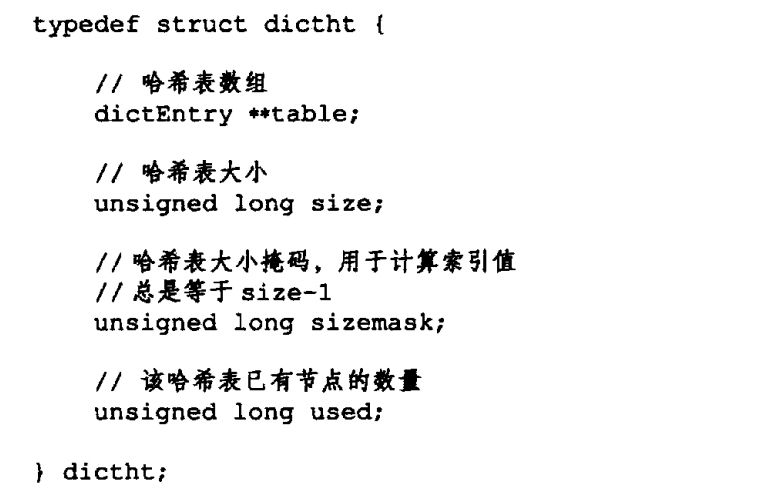 typedef struct dictht {
// 哈希表数组
dictEntry **table;
// 哈希表大小
unsigned long size;
// 哈希表大小掩码，用于计算索引值
// 总是等于 size-1
unsigned long sizemask;
// 该哈希表已有节点的数量
unsigned long used;
} dictht;